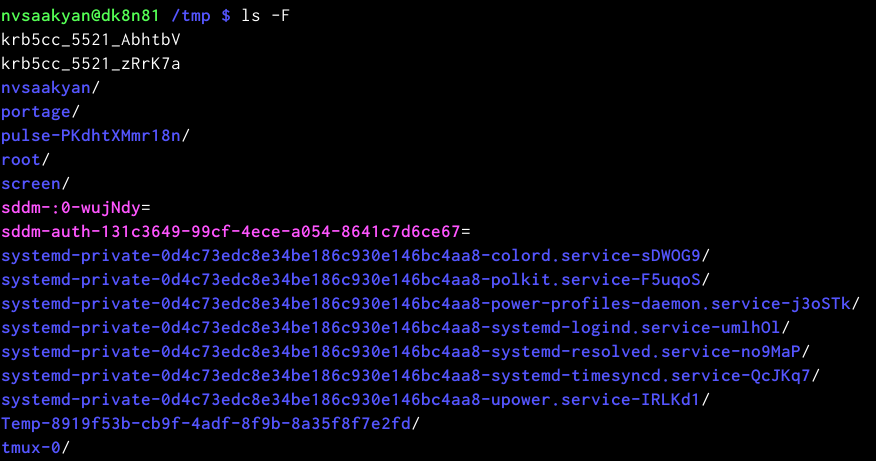 nvsaakyan@dk8n81 /tmp $ ls -F
krb5cc_5521_AbhtbV
krb5cc_5521_zRrK7a
nvsaakyan/
portage/
pulse-PKdhtXMmr18n/
root/
screen/
sddm-:0-wujNdy=
sddm-auth-131c3649-99cf-4ece-a054-8641c7d6ce67=
systemd-private-0d4c73edc8e34be186c930e146bc4aa8-colord.service-sDWOG9/
systemd-private-0d4c73edc8e34be186c930e146bc4aa8-polkit.service-F5uqoS/
systemd-private-0d4c73edc8e34be186c930e146bc4aa8-power-profiles-daemon.service-j3oSTk/
systemd-private-0d4c73edc8e34be186c930e146bc4aa8-systemd-logind.service-umlhOl/
systemd-private-0d4c73edc8e34be186c930e146bc4aa8-systemd-resolved.service-no9MaP/
systemd-private-0d4c73edc8e34be186c930e146bc4aa8-systemd-timesyncd.service-QcJKq7/
systemd-private-0d4c73edc8e34be186c930e146bc4aa8-upower.service-IRLKd1/
Temp-8919f53b-cb9f-4adf-8f9b-8a35f8f7e2fd/
tmux-0/